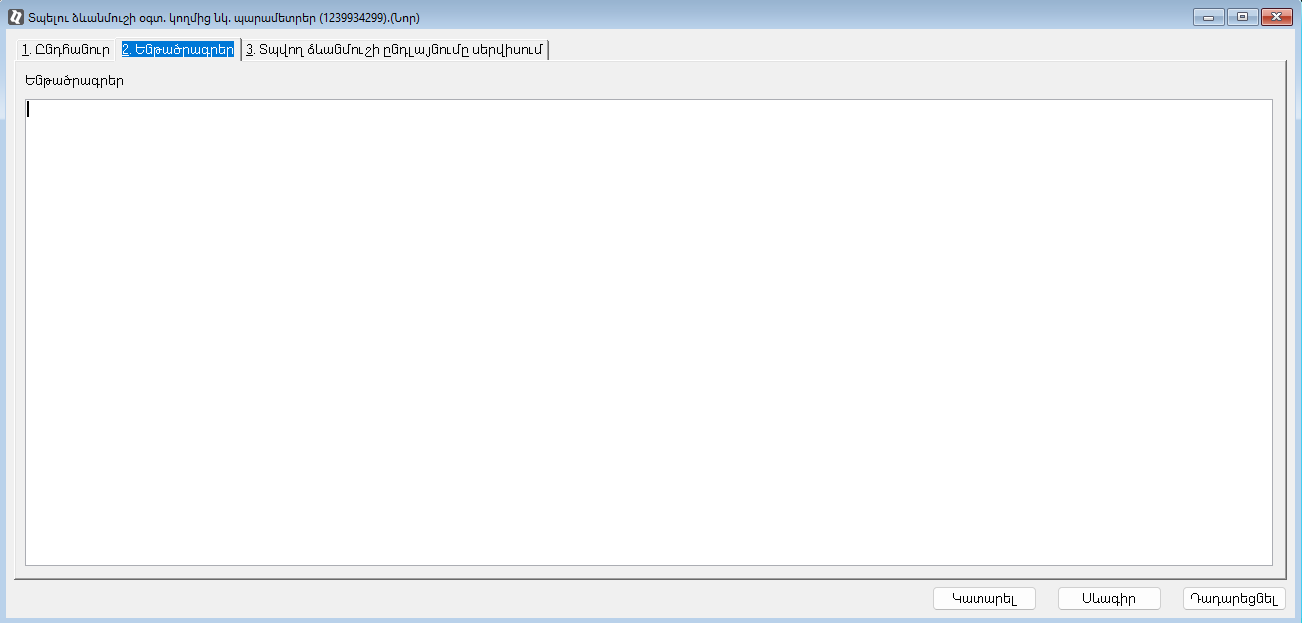 Տպելու ձևանմուշի օգտ. կողմից նկ. պարամետրեր (1239934299).(Նոր)
1. Ընդհանուր 2. Ենթածրագրեր 3. Տպվող ձևանմուշի ընդլայնումը սերվիսում
Ենթածրագրեր
Կատարել Սևագիր Դադարեցնել